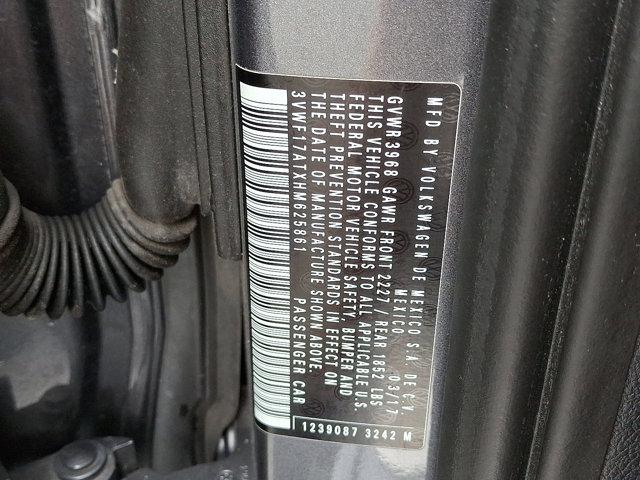 MFD BY VOLKSWAGEN DE MEXICO S.A. DE C.V.
MEXICO 03/17
GVWR 3968 GAWR FRONT 2227 / REAR 1852 LBS
THIS VEHICLE CONFORMS TO ALL APPLICABLE U.S.
FEDERAL MOTOR VEHICLE SAFETY, BUMPER AND
THEFT PREVENTION STANDARDS IN EFFECT ON
THE DATE OF MANUFACTURE SHOWN ABOVE.
3VWF17ATXHM625861 PASSENGER CAR
1239087 3242 M